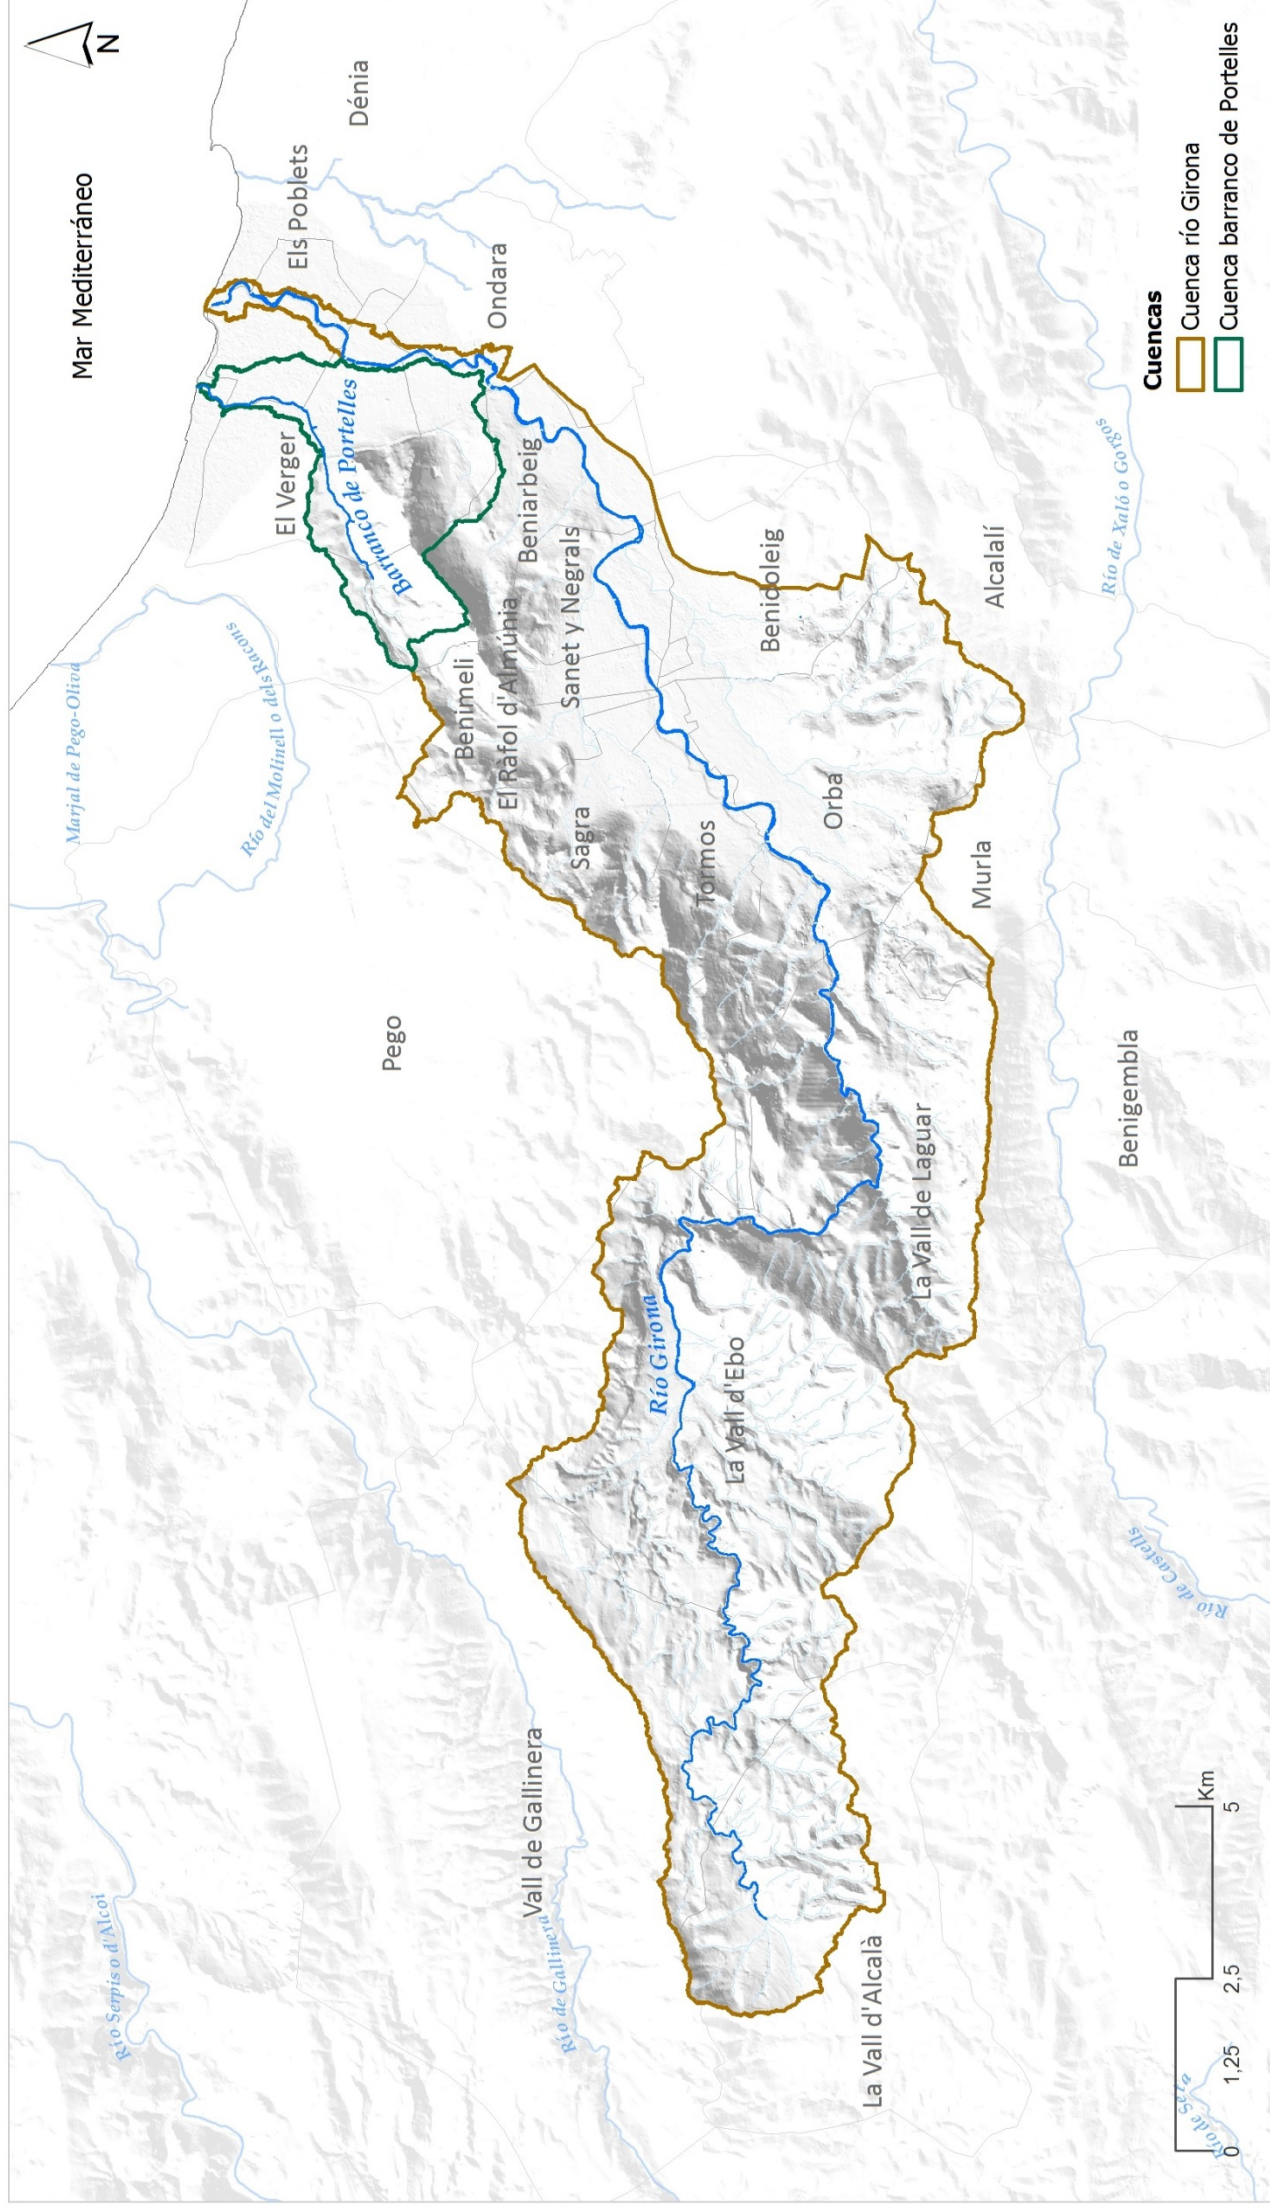 N
Mar Mediterráneo
Marjal de Pego-Oliva
Río del Molinell o dels Racons
Río Serpis o d'Alcoi
Dénia
Els Poblets
El Verger
Barranco de Portelles
Ondara
Pego
Benimeli
El Ràfol d'Almúnia
Beniarbeig
Sanet y Negrals
Sagra
Vall de Gallinera
Río de Gallinera
Río Girona
Tormos
La Vall d'Ebo
Benidoleig
Orba
La Vall d'Alcalà
La Vall de Laguar
Murla
Alcalalí
Río de Xaló o Gorgos
Benigembla
Río de Castells
Río de Seta
Cuencas
Cuenca río Girona
Cuenca barranco de Portelles
0 1,25 2,5 5
Km